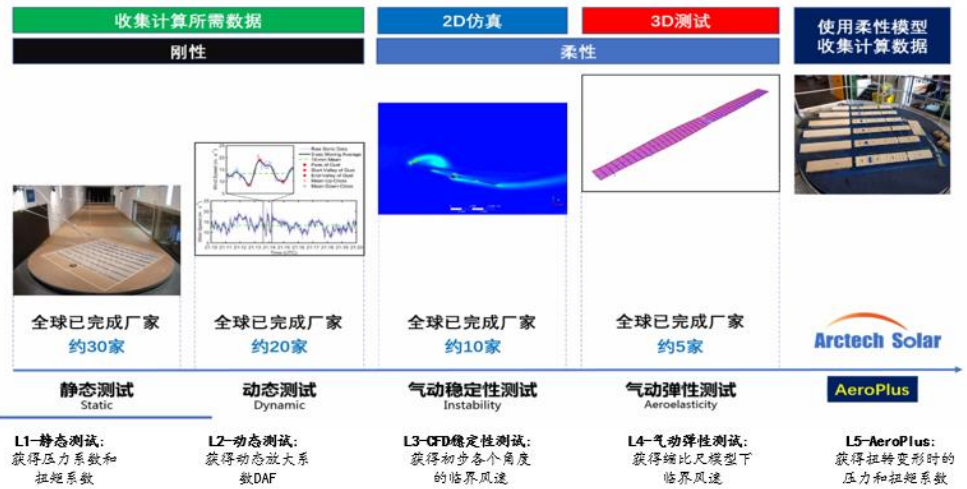 收集计算所需数据
2D仿真
3D测试
使用柔性模型
收集计算数据
刚性
柔性
全球已完成厂家
约30家
全球已完成厂家
约20家
全球已完成厂家
约10家
全球已完成厂家
约5家
Arctech Solar
静态测试
Static
动态测试
Dynamic
气动稳定性测试
Instability
气动弹性测试
Aeroelasticity
AeroPlus
L1-静态测试:
获得压力系数和
扭矩系数
L2-动态测试:
获得动态放大系
数DAF
L3-CFD稳定性测试:
获得初步各个角度
的临界风速
L4-气动弹性测试:
获得缩比尺模型下
临界风速
L5-AeroPlus:
获得扭转变形时的
压力和扭矩系数